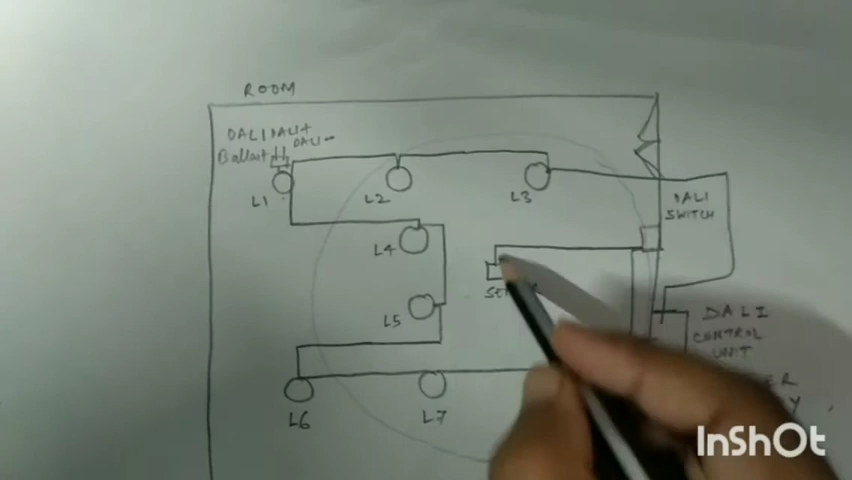 ROOM
DALI DALI+
DALI-
Ballast
L1
L2
L3
DALI
SWITCH
L4
L5
DALI
CONTROL
UNIT
L6
L7
InShot